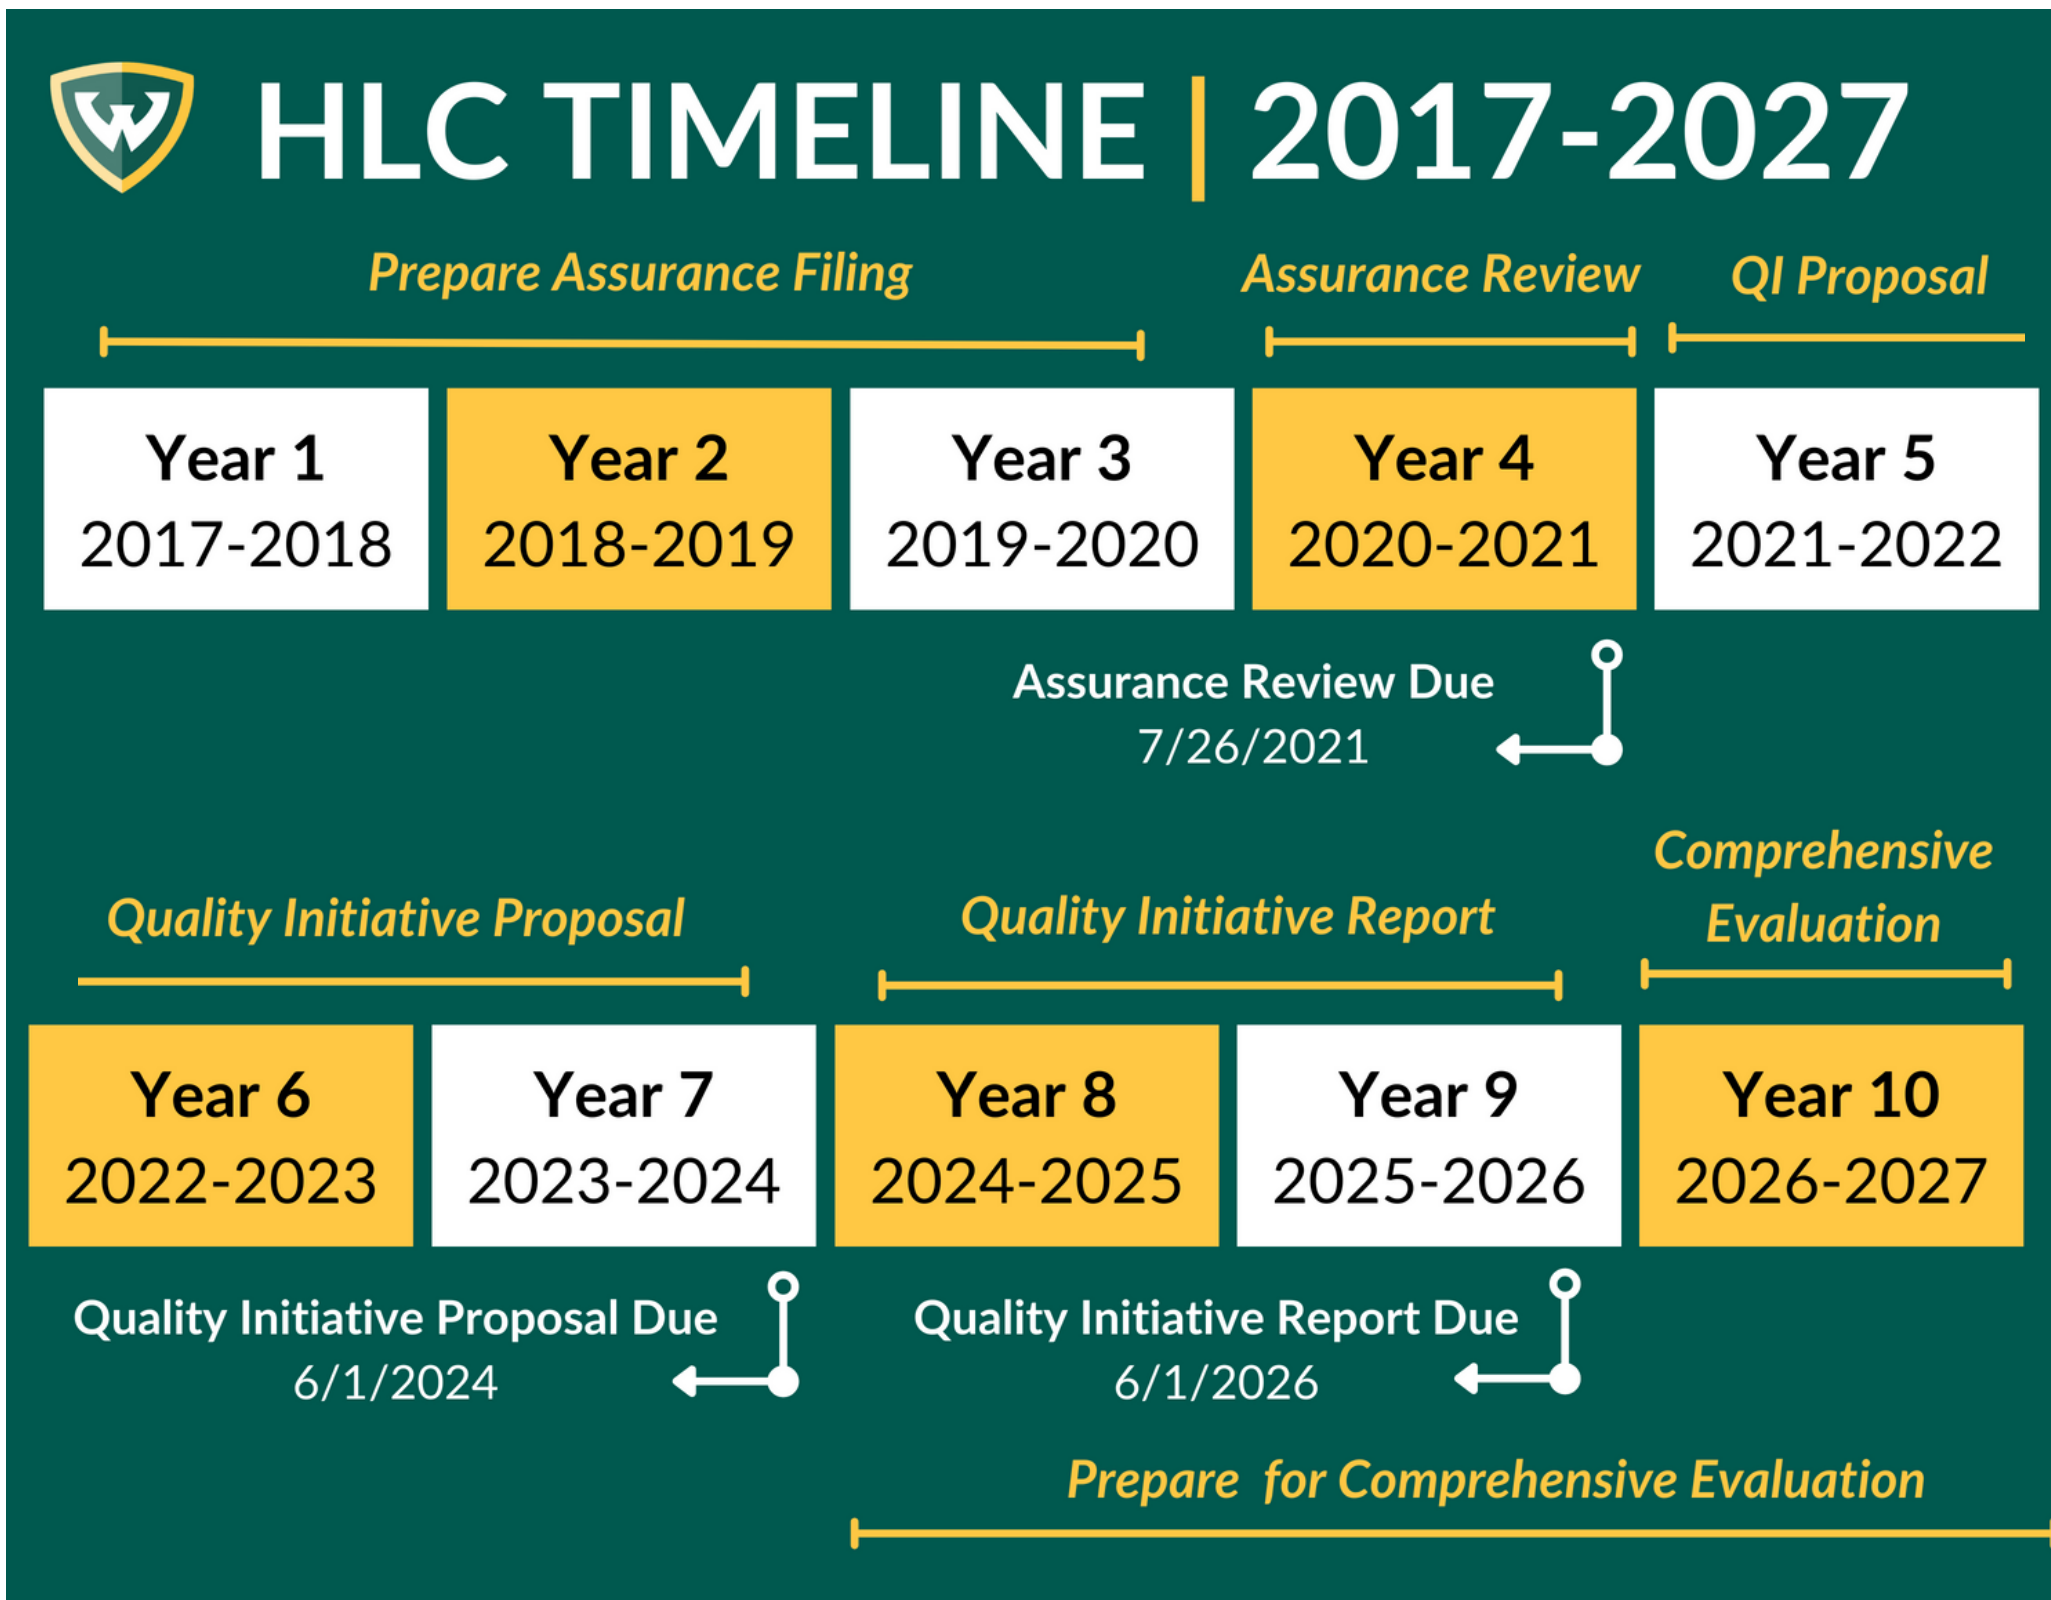 HLC TIMELINE | 2017-2027
Prepare Assurance Filing
Assurance Review
QI Proposal
Year 1
2017-2018
Year 2
2018-2019
Year 3
2019-2020
Year 4
2020-2021
Year 5
2021-2022
Assurance Review Due
7/26/2021
Quality Initiative Proposal
Quality Initiative Report
Comprehensive
Evaluation
Year 6
2022-2023
Year 7
2023-2024
Year 8
2024-2025
Year 9
2025-2026
Year 10
2026-2027
Quality Initiative Proposal Due
6/1/2024
Quality Initiative Report Due
6/1/2026
Prepare for Comprehensive Evaluation